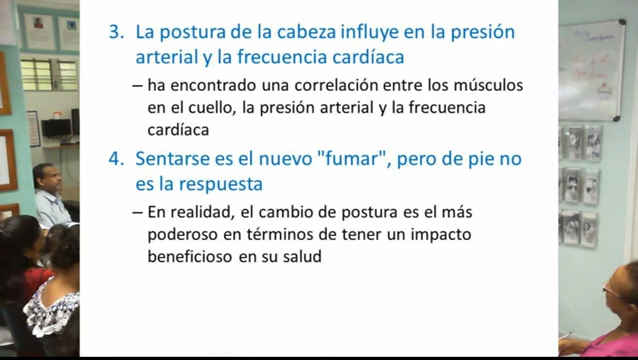 3. La postura de la cabeza influye en la presión
arterial y la frecuencia cardíaca
– ha encontrado una correlación entre los músculos
en el cuello, la presión arterial y la frecuencia
cardíaca
4. Sentarse es el nuevo "fumar", pero de pie no
es la respuesta
– En realidad, el cambio de postura es el más
poderoso en términos de tener un impacto
beneficioso en su salud